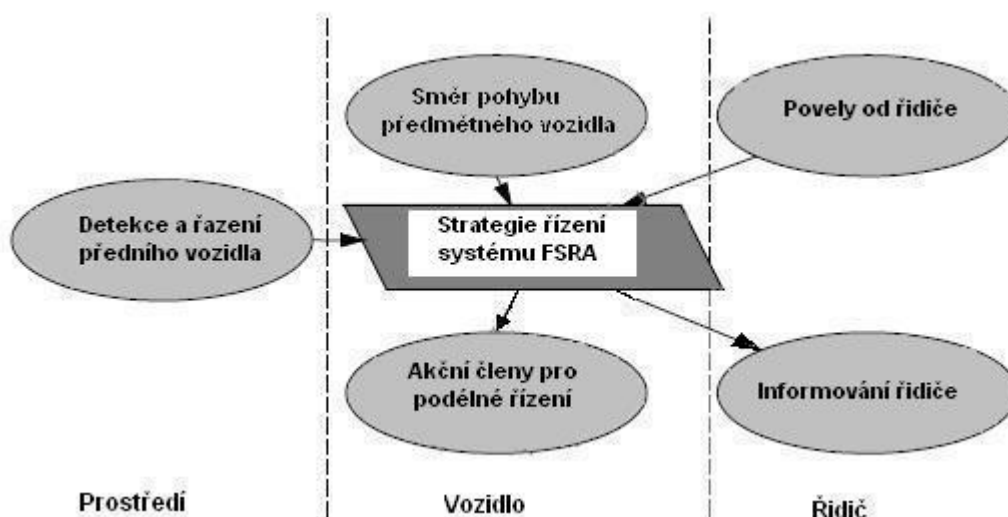 Směr pohybu
předmétného vozidla
Povely od řidiče
Detekce a řazení
předního vozidla
Strategie řízení
systému FSRA
Akční členy pro
podélné řízení
Informování řidiče
Prostředí
Vozidlo
Řidič